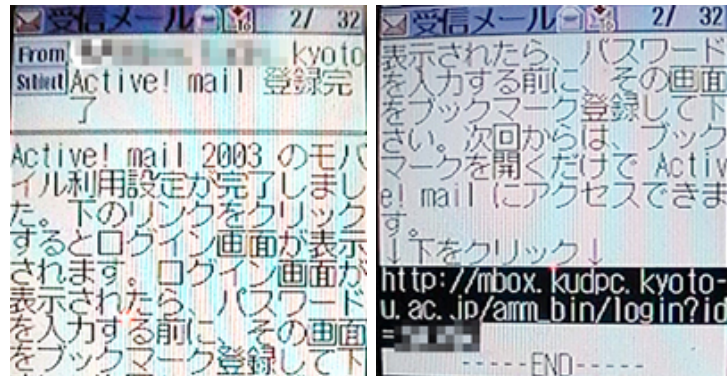 受信メール 2/ 32
From kyoto
Subject Active! mail 登録完
了
Active! mail 2003 のモバ
イル利用設定が完了しまし
た。下のリンクをクリック
するとログイン画面が表示
されます。ログイン画面が
表示されたら、パスワード
を入力する前に、その画面
をブックマーク登録して下
受信メール 2/ 32
表示されたら、パスワード
を入力する前に、その画面
をブックマーク登録して下
さい。次回からは、ブック
マークを開くだけで Activ
e! mail にアクセスできま
す。
↓下をクリック↓
http://mbox.kudpc.kyoto-
u.ac.jp/amm_bin/login?id
=
-----END-----